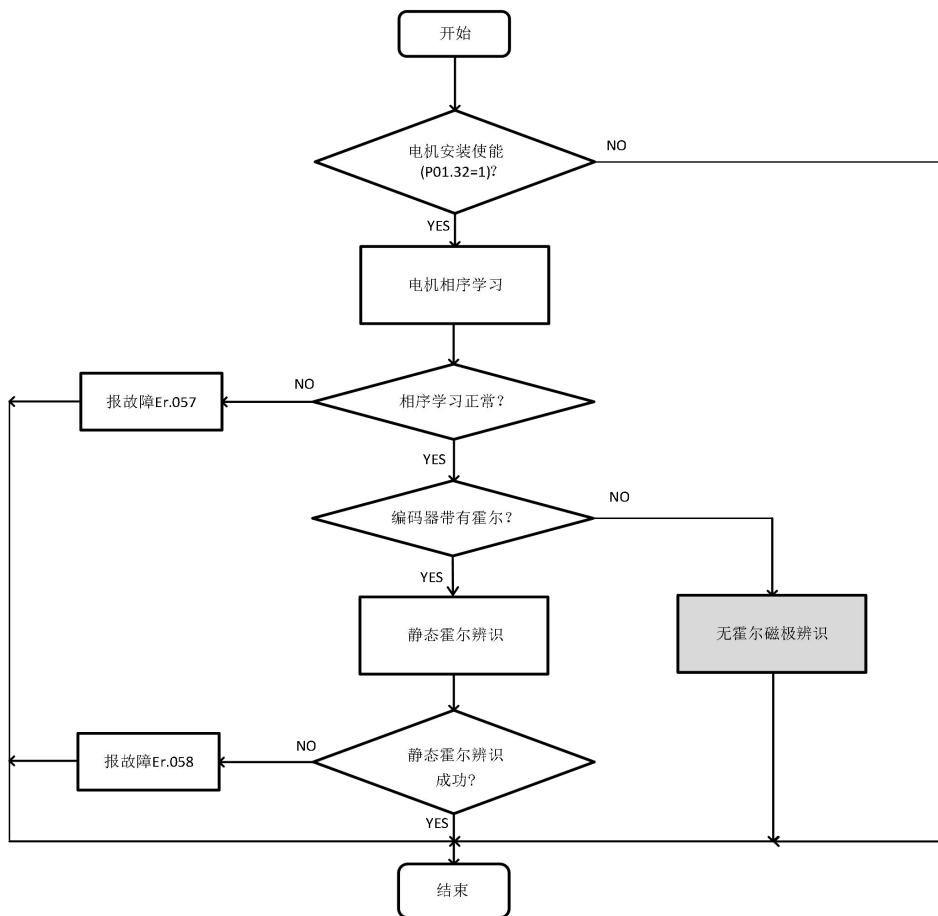 开始
电机安装使能
(P01.32=1)?
NO
YES
电机相序学习
NO
报故障Er.057
相序学习正常?
YES
NO
编码器带有霍尔?
YES
静态霍尔辨识
无霍尔磁极辨识
NO
报故障Er.058
静态霍尔辨识
成功?
YES
结束